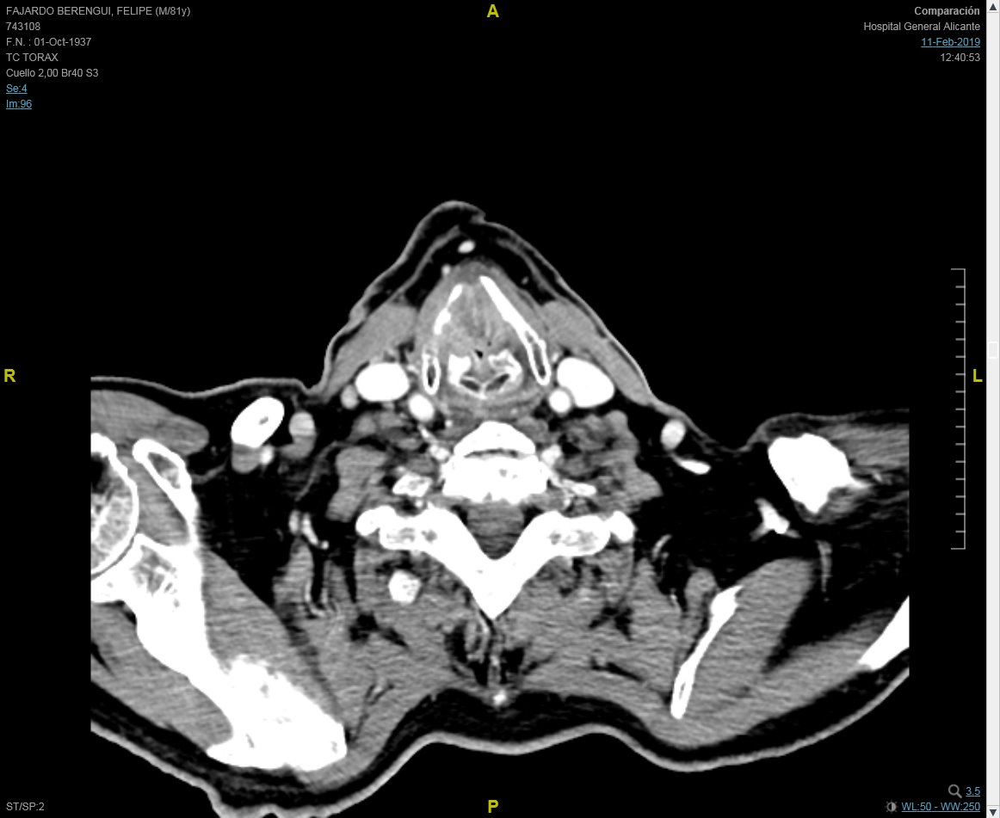 FAJARDO BERENGUI, FELIPE (M/81y)
743108
F.N. : 01-Oct-1937
TC TORAX
Cuello 2,00 Br40 S3
Se:4
Im:96
A
Comparación
Hospital General Alicante
11-Feb-2019
12:40:53
R
L
ST/SP:2
P
3.5
WL:50 - WW:250